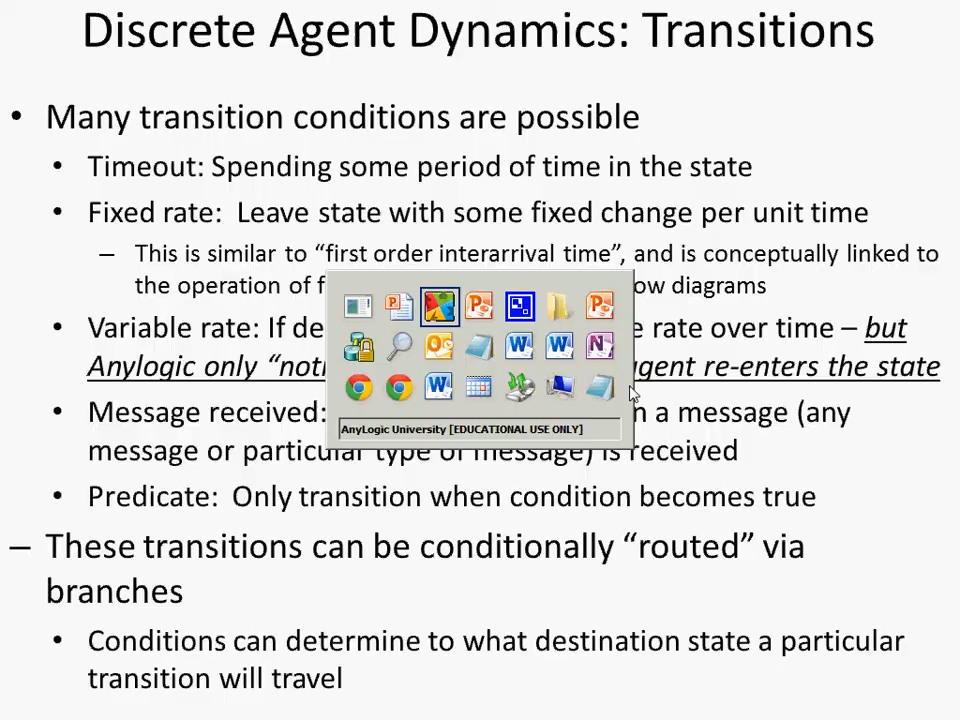 Discrete Agent Dynamics: Transitions
• Many transition conditions are possible
• Timeout: Spending some period of time in the state
• Fixed rate: Leave state with some fixed change per unit time
– This is similar to “first order interarrival time”, and is conceptually linked to
the operation of ow diagrams
• Variable rate: If e rate over time – but
Anylogic only gent re-enters the state
• Message received: a message (any
message or particular type of message) is received
• Predicate: Only transition when condition becomes true
– These transitions can be conditionally “routed” via
branches
• Conditions can determine to what destination state a particular
transition will travel
AnyLogic University [EDUCATIONAL USE ONLY]